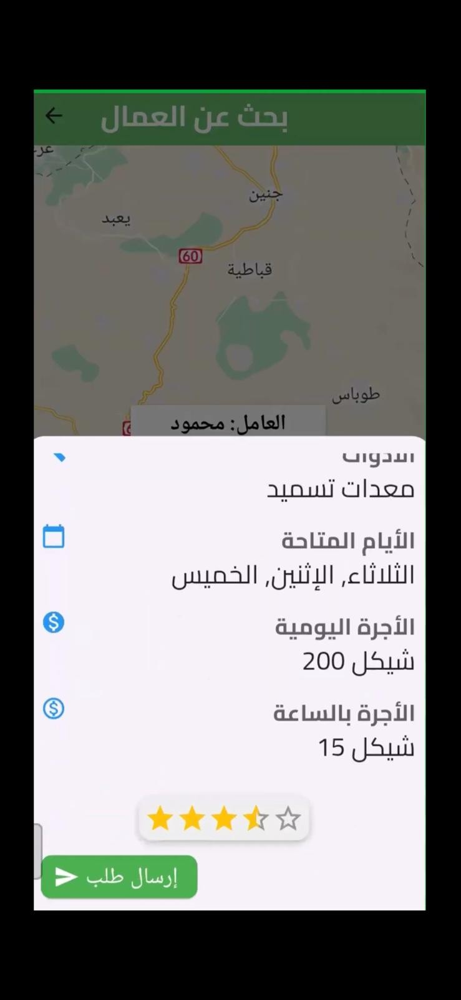 بحث عن العمال
جنين
يعبد
60
قباطية
طوباس
العامل: محمود
الأدوات
معدات تسميد
الأيام المتاحة
الثلاثاء, الإثنين, الخميس
الأجرة اليومية
شيكل 200
الأجرة بالساعة
شيكل 15
إرسال طلب